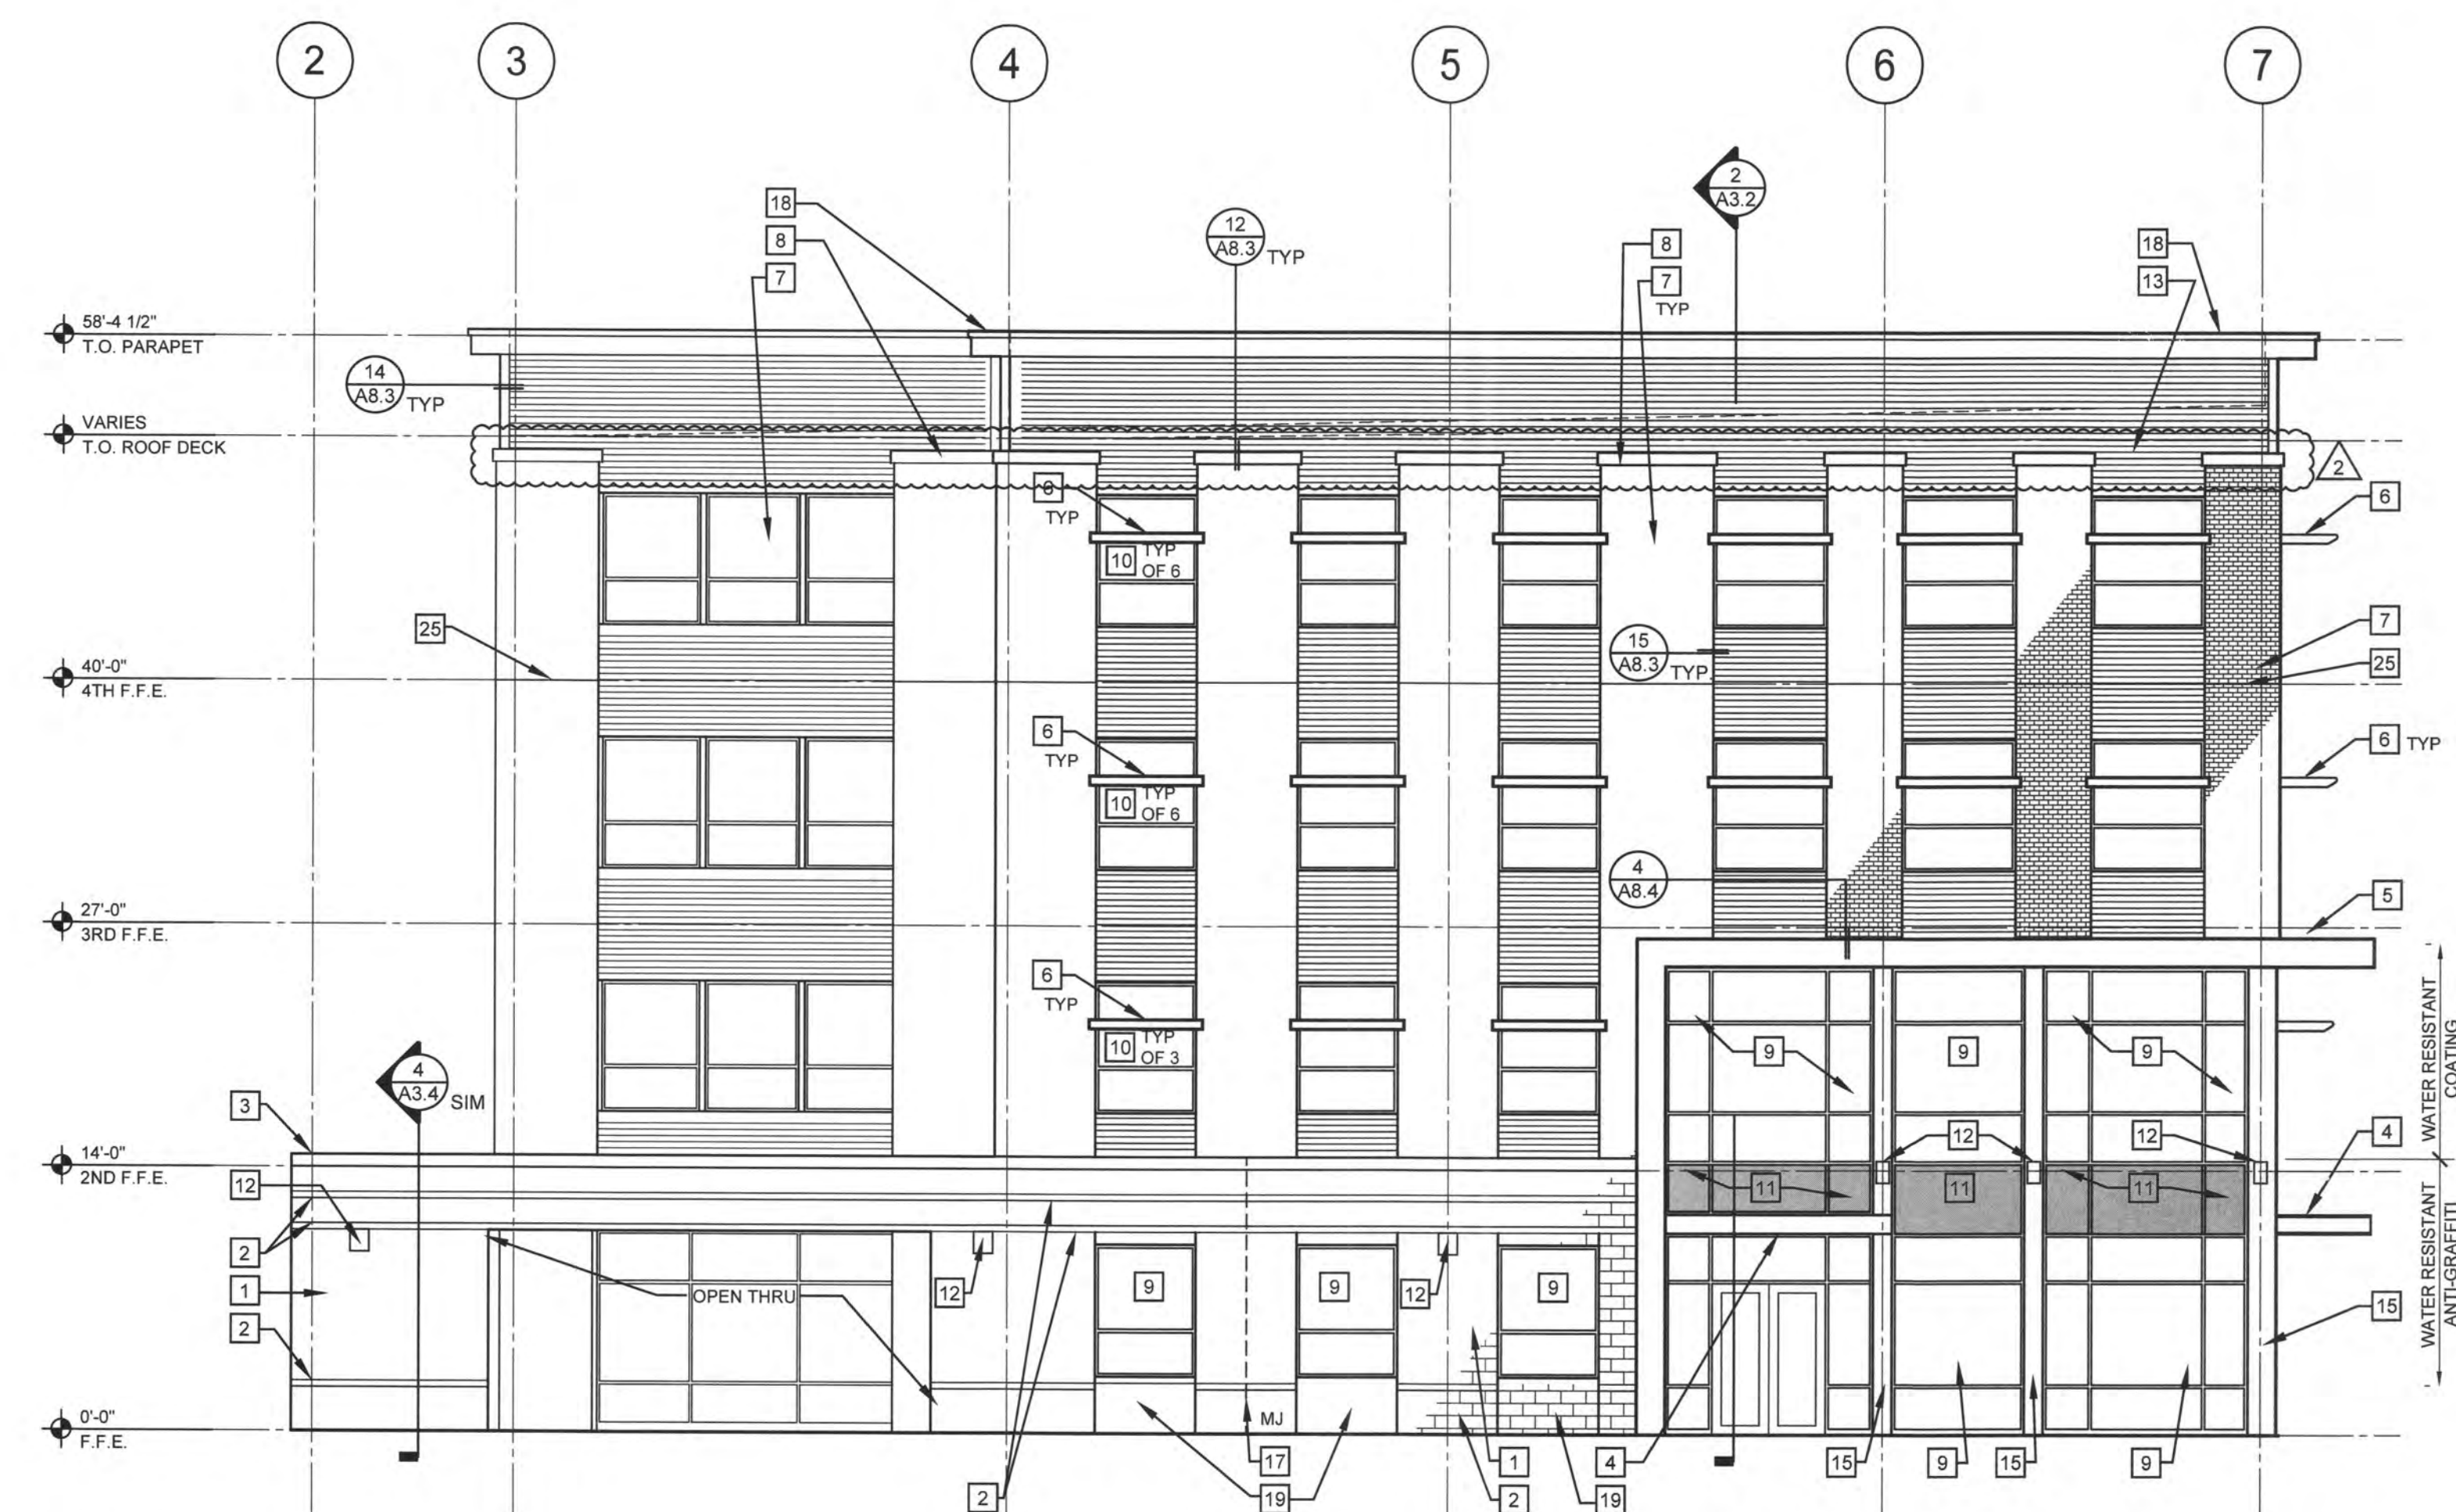 2
3
4
5
6
7
2
A3.2
18
8
12
A8.3
TYP
8
18
7
7
TYP
13
58'-4 1/2"
T.O. PARAPET
14
A8.3
TYP
VARIES
T.O. ROOF DECK
2
6
TYP
6
10
TYP
OF 6
25
15
A8.3
TYP.
7
25
40'-0"
4TH F.F.E.
6
TYP
6
TYP
10
TYP
OF 6
4
A8.4
5
27'-0"
3RD F.F.E.
6
TYP
10
TYP
OF 3
9
9
9
WATER RESISTANT
COATING
4
A3.4
SIM
3
12
12
4
14'-0"
2ND F.F.E.
12
11
11
11
WATER RESISTANT
ANTI-GRAFFITI
2
1
2
OPEN THRU
12
9
9
12
9
15
0'-0"
F.F.E.
MJ
17
1
4
15
9
15
9
2
19
2
19